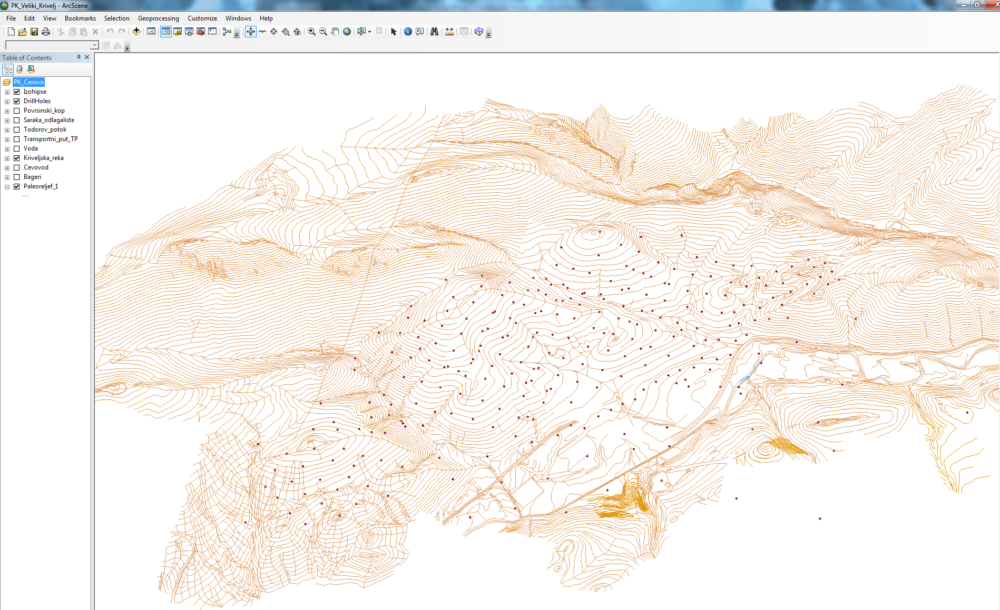 PK_Veliki_Krivelj - ArcScene
File Edit View Bookmarks Selection Geoprocessing Customize Windows Help
Table of Contents
PK_Cerovo
Izohipse
DrillHoles
Povrsinski_kop
Saraka_odlagaliste
Todorov_potok
Transportni_put_TP
Voda
Kriveljska_reka
Cevovod
Bageri
Paleoreljef_1